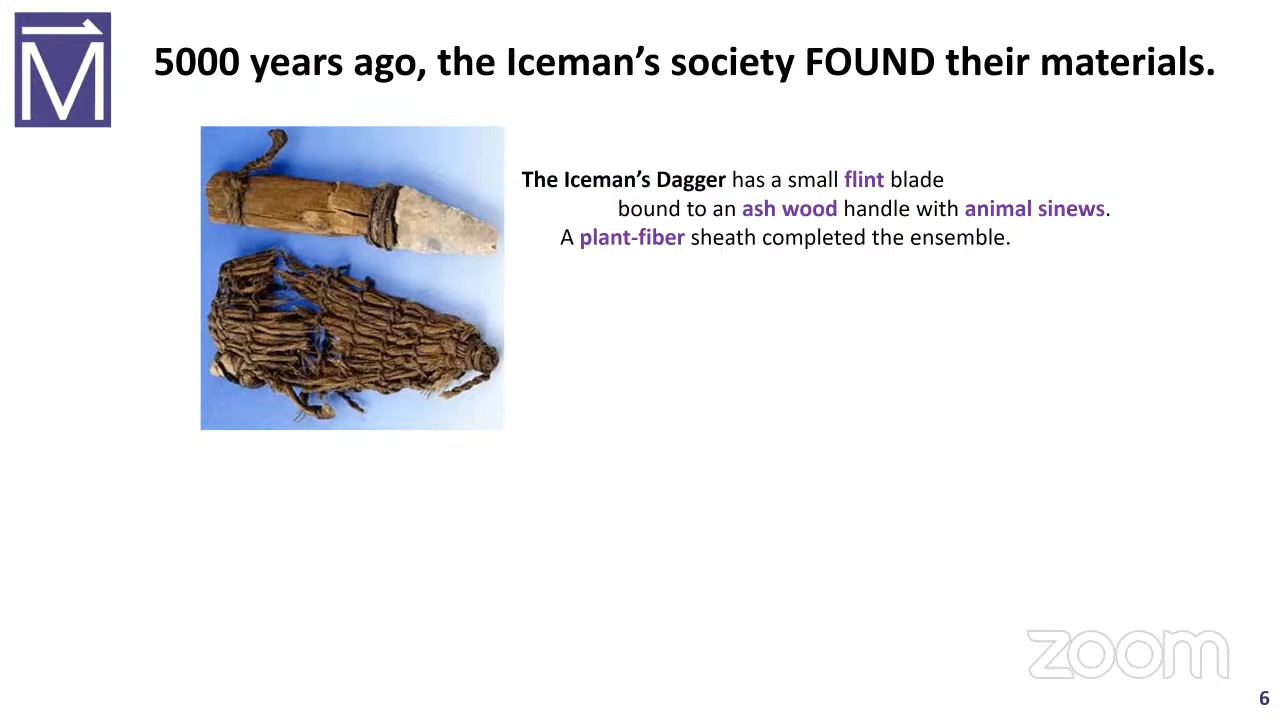 M
5000 years ago, the Iceman’s society FOUND their materials.
The Iceman’s Dagger has a small flint blade
bound to an ash wood handle with animal sinews.
A plant-fiber sheath completed the ensemble.
zoom
6